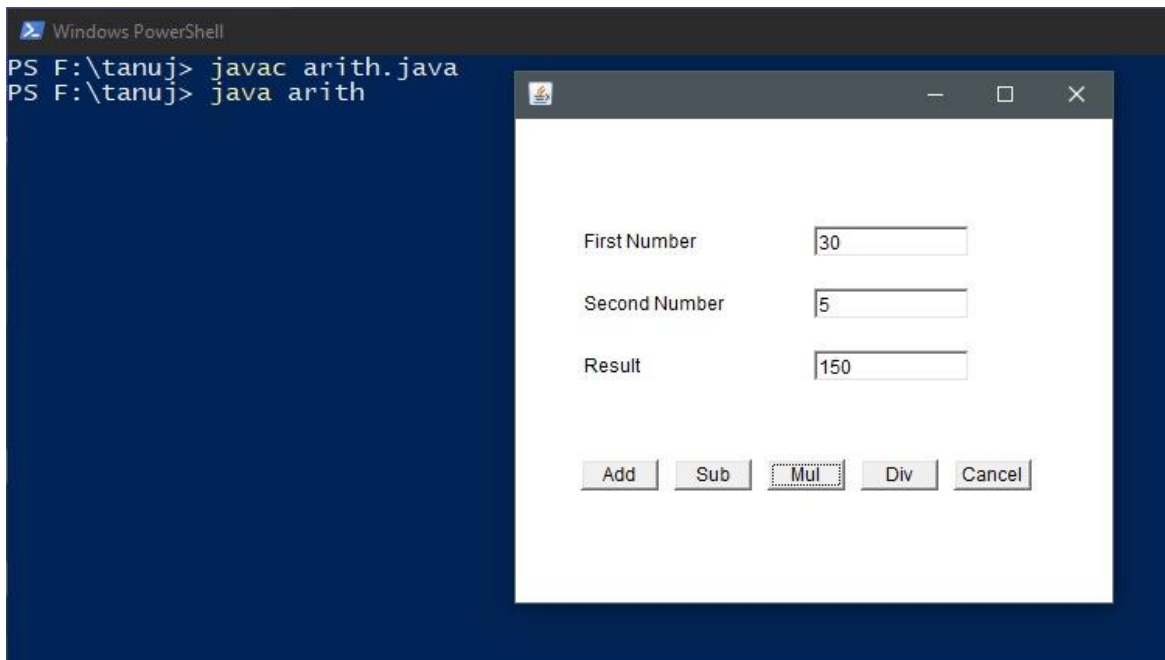 Windows PowerShell
PS F:\tanuj> javac arith.java
PS F:\tanuj> java arith
First Number 30
Second Number 5
Result 150
Add Sub Mul Div Cancel